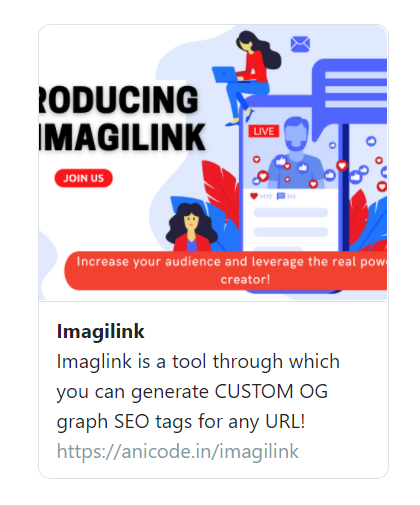 RODUCING
IMAGILINK
LIVE
JOIN US
Increase your audience and leverage the real pow
creator!
Imagilink
Imaglink is a tool through which
you can generate CUSTOM OG
graph SEO tags for any URL!
https://anicode.in/imagilink